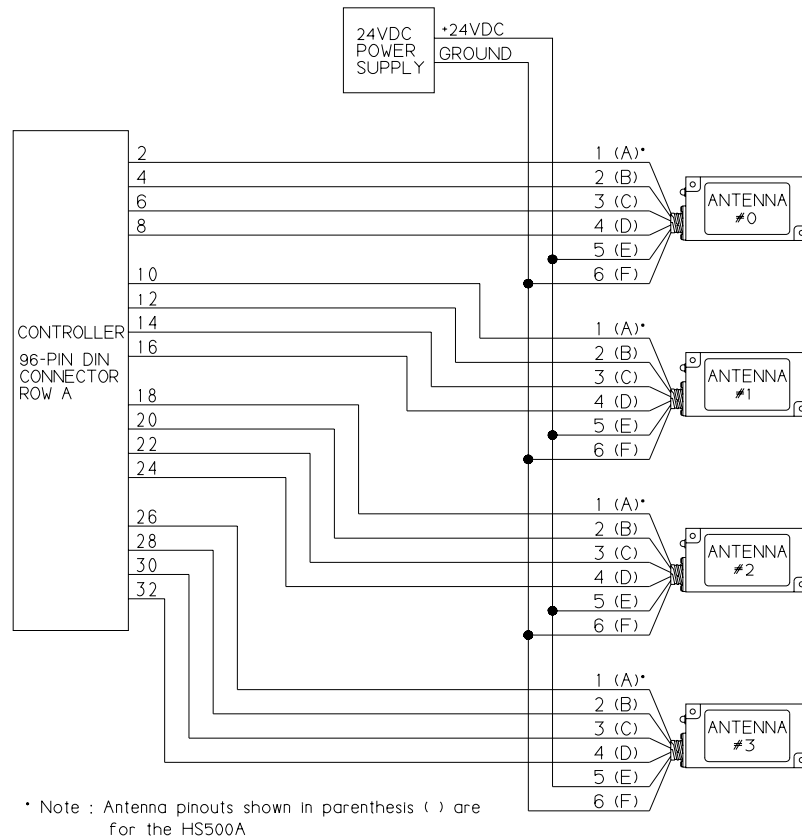 24VDC
POWER
SUPPLY
+24VDC
GROUND
2
4
6
8
10
12
14
16
18
20
22
24
26
28
30
32
CONTROLLER
96-PIN DIN
CONNECTOR
ROW A
1 (A)*
2 (B)
3 (C)
4 (D)
5 (E)
6 (F)
ANTENNA
#0
1 (A)*
2 (B)
3 (C)
4 (D)
5 (E)
6 (F)
ANTENNA
#1
1 (A)*
2 (B)
3 (C)
4 (D)
5 (E)
6 (F)
ANTENNA
#2
1 (A)*
2 (B)
3 (C)
4 (D)
5 (E)
6 (F)
ANTENNA
#3
* Note : Antenna pinouts shown in parenthesis ( ) are
for the HS500A